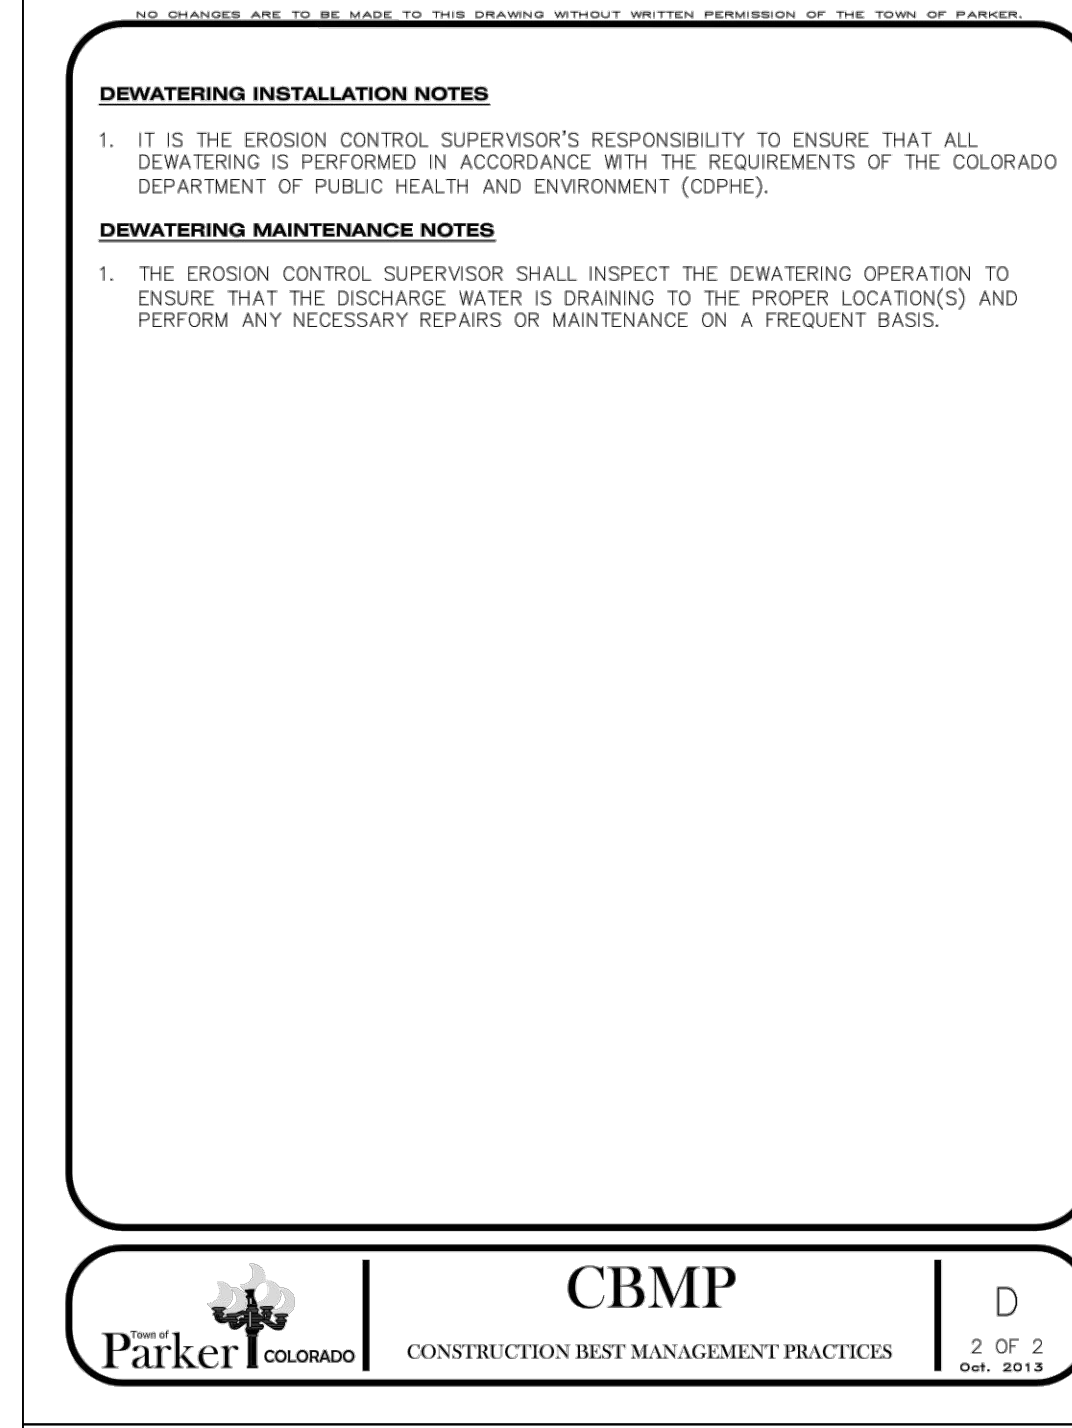 NO CHANGES ARE TO BE MADE TO THIS DRAWING WITHOUT WRITTEN PERMISSION OF THE TOWN OF PARKER.
DEWATERING INSTALLATION NOTES
1. IT IS THE EROSION CONTROL SUPERVISOR'S RESPONSIBILITY TO ENSURE THAT ALL
DEWATERING IS PERFORMED IN ACCORDANCE WITH THE REQUIREMENTS OF THE COLORADO
DEPARTMENT OF PUBLIC HEALTH AND ENVIRONMENT (CDPHE).
DEWATERING MAINTENANCE NOTES
1. THE EROSION CONTROL SUPERVISOR SHALL INSPECT THE DEWATERING OPERATION TO
ENSURE THAT THE DISCHARGE WATER IS DRAINING TO THE PROPER LOCATION(S) AND
PERFORM ANY NECESSARY REPAIRS OR MAINTENANCE ON A FREQUENT BASIS.
Town of
Parker COLORADO
CBMP
CONSTRUCTION BEST MANAGEMENT PRACTICES
D
2 OF 2
Oct. 2013